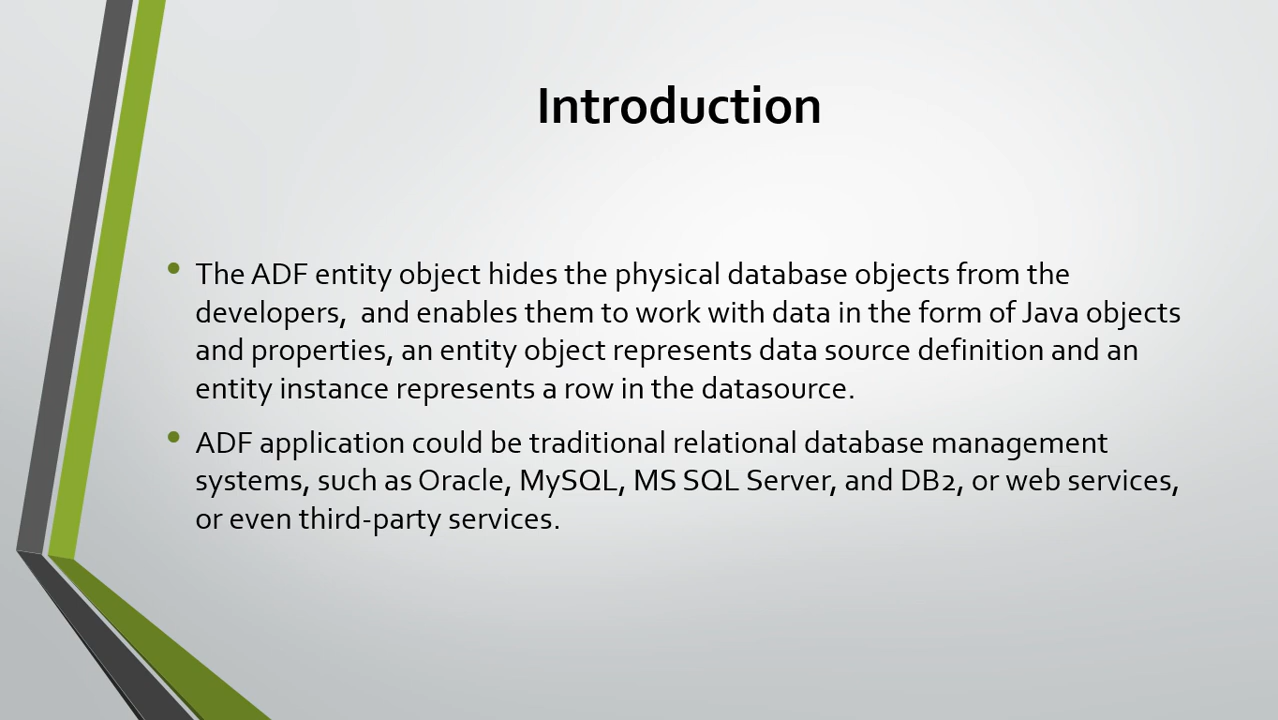 Introduction
• The ADF entity object hides the physical database objects from the
developers,  and enables them to work with data in the form of Java objects
and properties, an entity object represents data source definition and an
entity instance represents a row in the datasource.
• ADF application could be traditional relational database management
systems, such as Oracle, MySQL, MS SQL Server, and DB2, or web services,
or even third-party services.